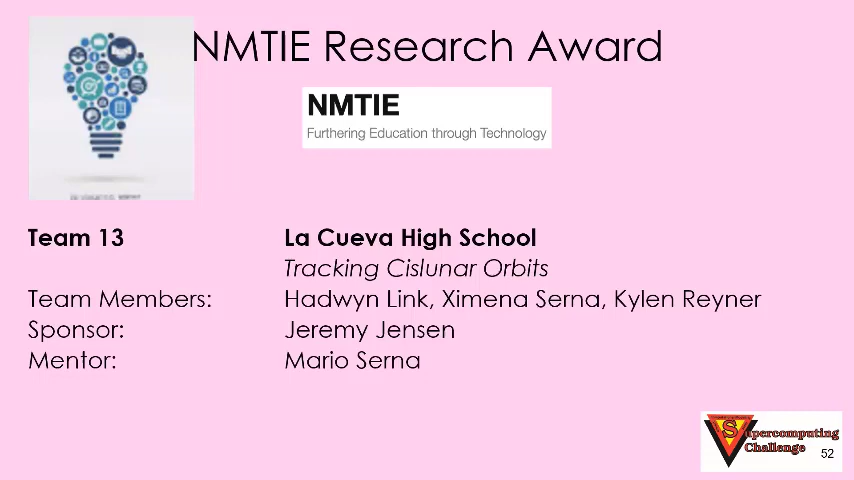 NMTIE Research Award
NMTIE
Furthering Education through Technology
Team 13 La Cueva High School
Tracking Cislunar Orbits
Team Members: Hadwyn Link, Ximena Serna, Kylen Reyner
Sponsor: Jeremy Jensen
Mentor: Mario Serna
Supercomputing
Challenge
52